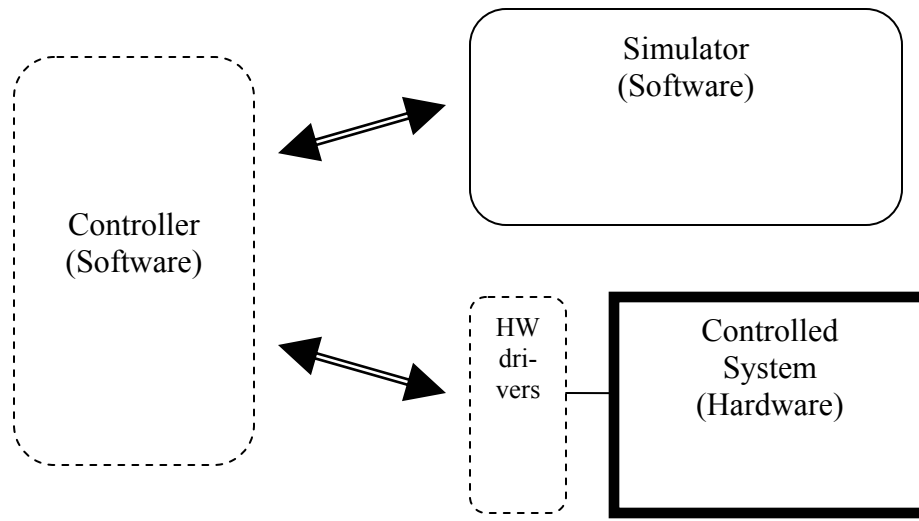 Simulator
(Software)
Controller
(Software)
HW
dri-
vers
Controlled
System
(Hardware)